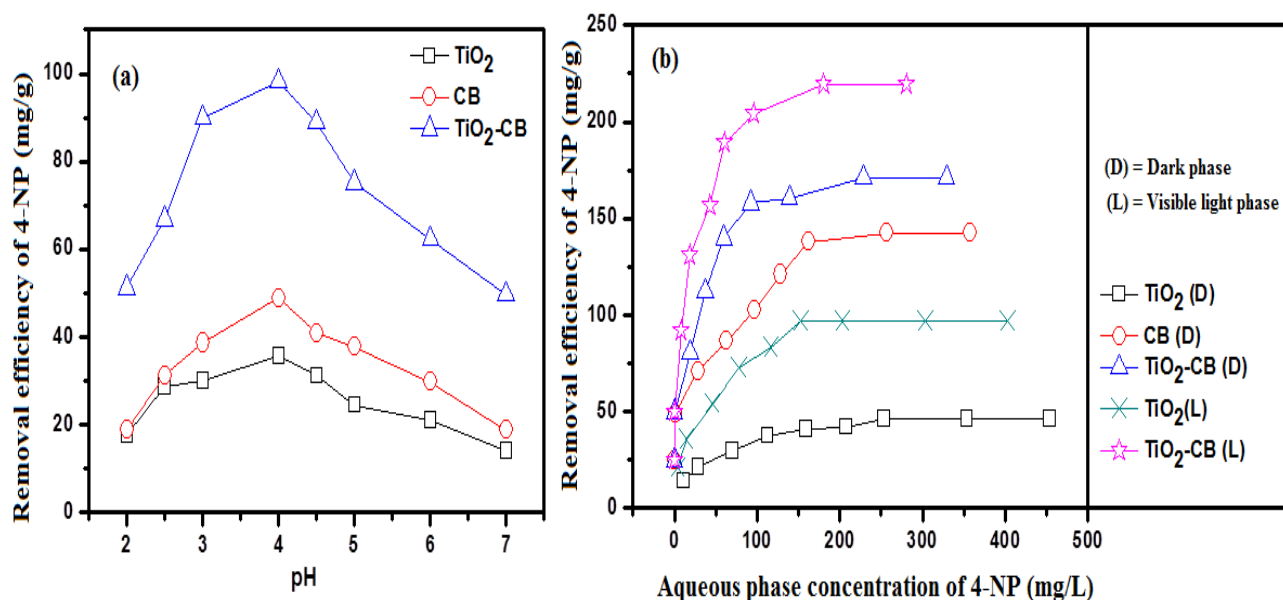 Removal efficiency of 4-NP (mg/g)
100
80
60
40
20
0
(a)
TiO2
CB
TiO2-CB
2 3 4 5 6 7
pH
Removal efficiency of 4-NP (mg/g)
250
200
150
100
50
0
(b)
0 100 200 300 400 500
Aqueous phase concentration of 4-NP (mg/L)
(D) = Dark phase
(L) = Visible light phase
TiO2 (D)
CB (D)
TiO2-CB (D)
TiO2(L)
TiO2-CB (L)